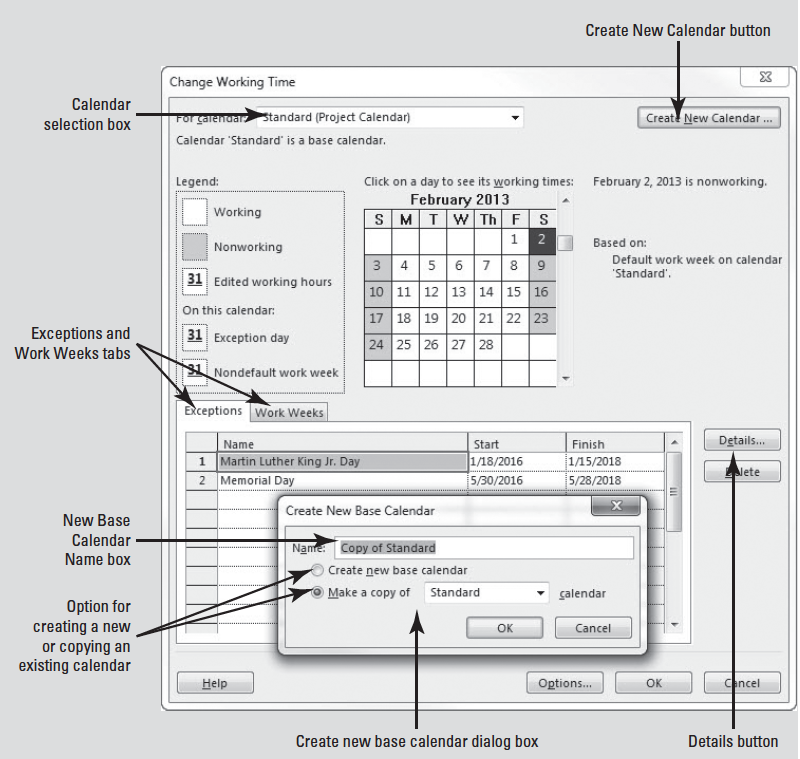 Create New Calendar button
Change Working Time
Calendar
selection box
For calendar: Standard (Project Calendar)
Create New Calendar ...
Calendar 'Standard' is a base calendar.
Legend:
Working
Nonworking
31 Edited working hours
On this calendar:
31 Exception day
31 Nondefault work week
Click on a day to see its working times:
February 2013
S M T W Th F S
1 2
3 4 5 6 7 8 9
10 11 12 13 14 15 16
17 18 19 20 21 22 23
24 25 26 27 28
February 2, 2013 is nonworking.
Based on:
Default work week on calendar
'Standard'.
Exceptions and
Work Weeks tabs
Exceptions Work Weeks
Name Start Finish
1 Martin Luther King Jr. Day 1/18/2016 1/15/2018
2 Memorial Day 5/30/2016 5/28/2018
Details...
Delete
Create New Base Calendar
New Base
Calendar
Name box
Name: Copy of Standard
Create new base calendar
Make a copy of Standard calendar
OK Cancel
Option for
creating a new
or copying an
existing calendar
Help Options... OK Cancel
Create new base calendar dialog box
Details button